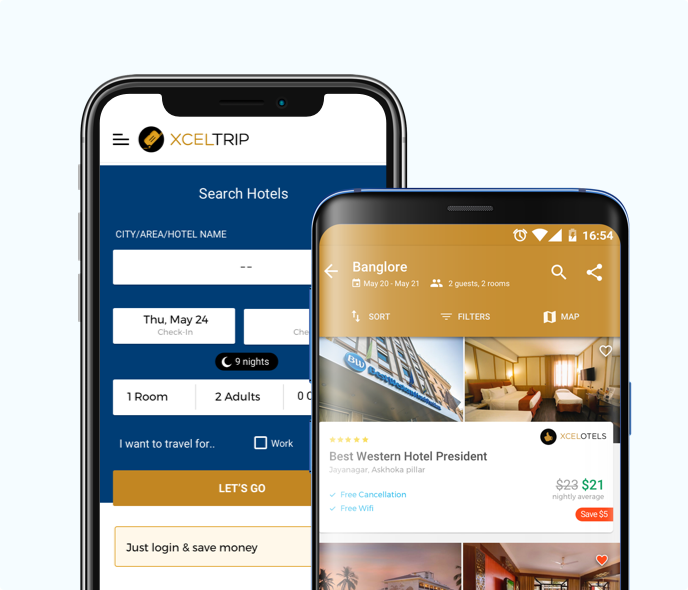 XCELTRIP
Search Hotels
CITY/AREA/HOTEL NAME
--
Thu, May 24
Check-In
Che
9 nights
1 Room
2 Adults
0 C
I want to travel for..
Work
LET'S GO
Just login & save money
16:54
Banglore
May 20 - May 21
2 guests, 2 rooms
SORT
FILTERS
MAP
BW
XCELOTELS
Best Western Hotel President
Jayanagar, Askhoka pillar
$23 $21
nightly average
Free Cancellation
Free Wifi
Save $5